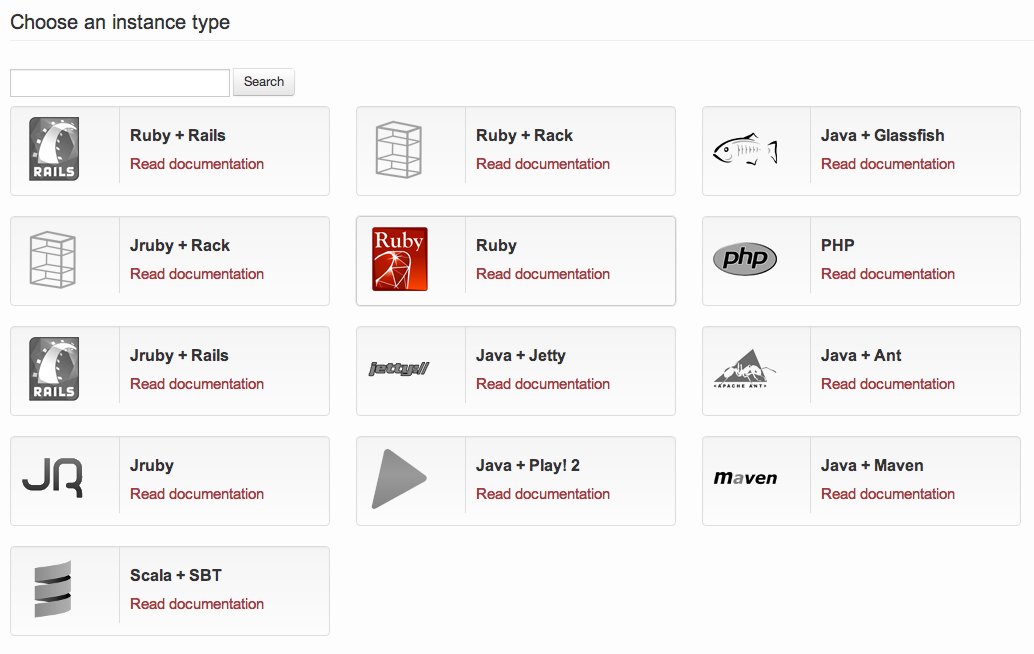 Choose an instance type
Search
RAILS
Ruby + Rails
Read documentation
Ruby + Rack
Read documentation
Java + Glassfish
Read documentation
Jruby + Rack
Read documentation
Ruby
Ruby
Read documentation
php
PHP
Read documentation
RAILS
Jruby + Rails
Read documentation
jetty://
Java + Jetty
Read documentation
<APACHE ANT>
Java + Ant
Read documentation
JR
Jruby
Read documentation
Java + Play! 2
Read documentation
maven
Java + Maven
Read documentation
Scala + SBT
Read documentation